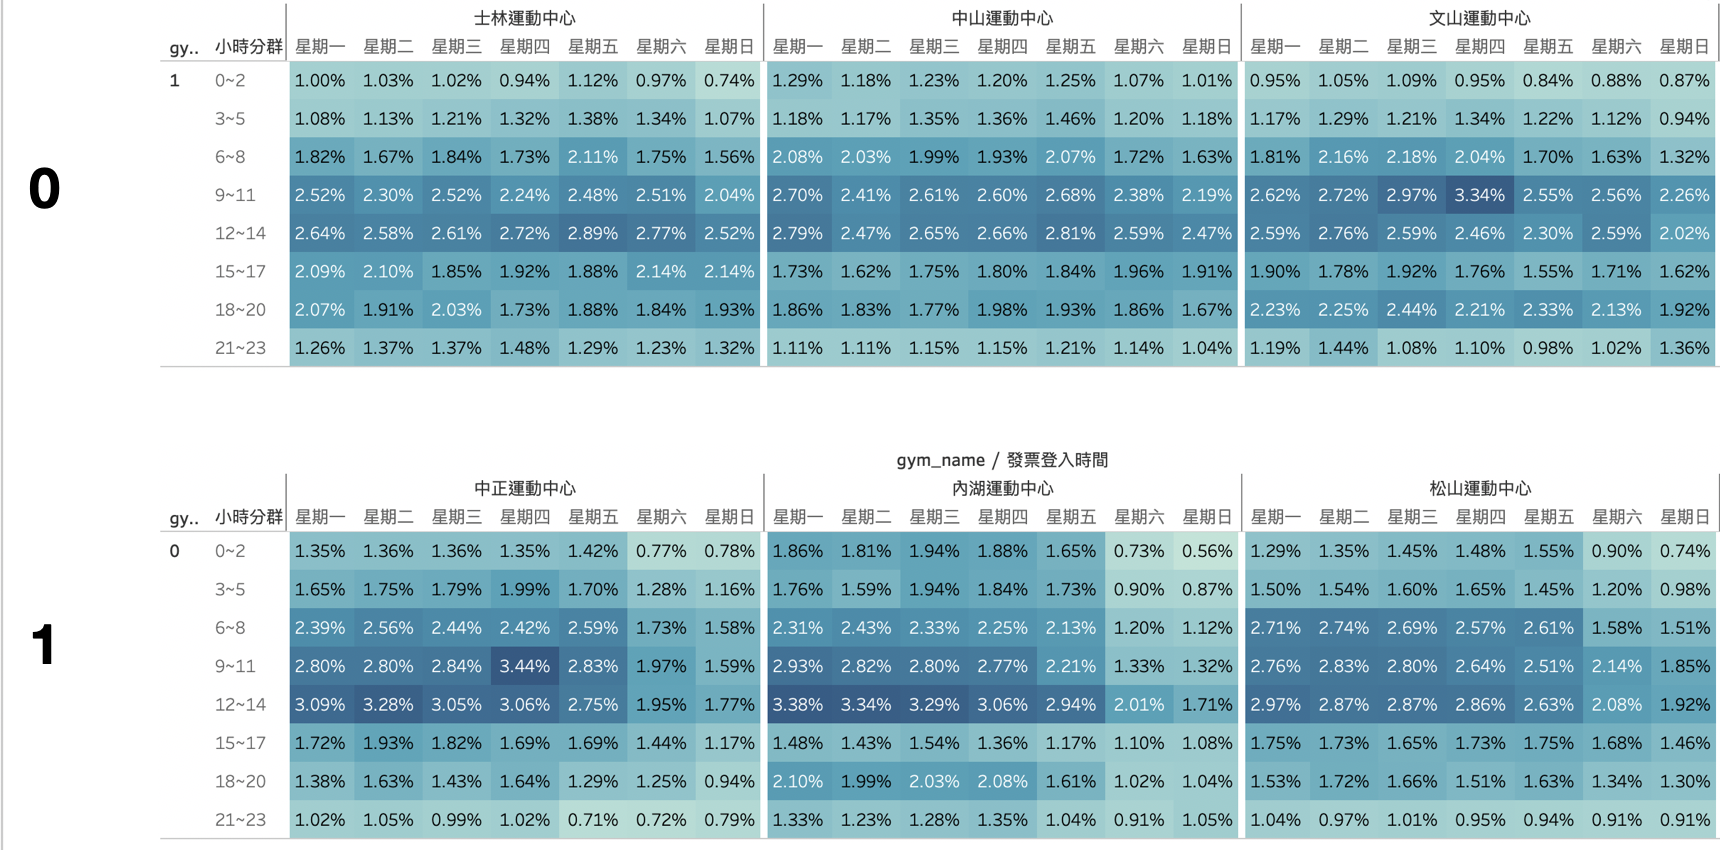 士林運動中心 中山運動中心 文山運動中心
gy.. 小時分群 星期一 星期二 星期三 星期四 星期五 星期六 星期日 星期一 星期二 星期三 星期四 星期五 星期六 星期日 星期一 星期二 星期三 星期四 星期五 星期六 星期日
1 0~2 1.00% 1.03% 1.02% 0.94% 1.12% 0.97% 0.74% 1.29% 1.18% 1.23% 1.20% 1.25% 1.07% 1.01% 0.95% 1.05% 1.09% 0.95% 0.84% 0.88% 0.87%
3~5 1.08% 1.13% 1.21% 1.32% 1.38% 1.34% 1.07% 1.18% 1.17% 1.35% 1.36% 1.46% 1.20% 1.18% 1.17% 1.29% 1.21% 1.34% 1.22% 1.12% 0.94%
6~8 1.82% 1.67% 1.84% 1.73% 2.11% 1.75% 1.56% 2.08% 2.03% 1.99% 1.93% 2.07% 1.72% 1.63% 1.81% 2.16% 2.18% 2.04% 1.70% 1.63% 1.32%
0
9~11 2.52% 2.30% 2.52% 2.24% 2.48% 2.51% 2.04% 2.70% 2.41% 2.61% 2.60% 2.68% 2.38% 2.19% 2.62% 2.72% 2.97% 3.34% 2.55% 2.56% 2.26%
12~14 2.64% 2.58% 2.61% 2.72% 2.89% 2.77% 2.52% 2.79% 2.47% 2.65% 2.66% 2.81% 2.59% 2.47% 2.59% 2.76% 2.59% 2.46% 2.30% 2.59% 2.02%
15~17 2.09% 2.10% 1.85% 1.92% 1.88% 2.14% 2.14% 1.73% 1.62% 1.75% 1.80% 1.84% 1.96% 1.91% 1.90% 1.78% 1.92% 1.76% 1.55% 1.71% 1.62%
18~20 2.07% 1.91% 2.03% 1.73% 1.88% 1.84% 1.93% 1.86% 1.83% 1.77% 1.98% 1.93% 1.86% 1.67% 2.23% 2.25% 2.44% 2.21% 2.33% 2.13% 1.92%
21~23 1.26% 1.37% 1.37% 1.48% 1.29% 1.23% 1.32% 1.11% 1.11% 1.15% 1.15% 1.21% 1.14% 1.04% 1.19% 1.44% 1.08% 1.10% 0.98% 1.02% 1.36%
gym_name / 發票登入時間
中正運動中心 內湖運動中心 松山運動中心
gy.. 小時分群 星期一 星期二 星期三 星期四 星期五 星期六 星期日 星期一 星期二 星期三 星期四 星期五 星期六 星期日 星期一 星期二 星期三 星期四 星期五 星期六 星期日
0 0~2 1.35% 1.36% 1.36% 1.35% 1.42% 0.77% 0.78% 1.86% 1.81% 1.94% 1.88% 1.65% 0.73% 0.56% 1.29% 1.35% 1.45% 1.48% 1.55% 0.90% 0.74%
3~5 1.65% 1.75% 1.79% 1.99% 1.70% 1.28% 1.16% 1.76% 1.59% 1.94% 1.84% 1.73% 0.90% 0.87% 1.50% 1.54% 1.60% 1.65% 1.45% 1.20% 0.98%
6~8 2.39% 2.56% 2.44% 2.42% 2.59% 1.73% 1.58% 2.31% 2.43% 2.33% 2.25% 2.13% 1.20% 1.12% 2.71% 2.74% 2.69% 2.57% 2.61% 1.58% 1.51%
1
9~11 2.80% 2.80% 2.84% 3.44% 2.83% 1.97% 1.59% 2.93% 2.82% 2.80% 2.77% 2.21% 1.33% 1.32% 2.76% 2.83% 2.80% 2.64% 2.51% 2.14% 1.85%
12~14 3.09% 3.28% 3.05% 3.06% 2.75% 1.95% 1.77% 3.38% 3.34% 3.29% 3.06% 2.94% 2.01% 1.71% 2.97% 2.87% 2.87% 2.86% 2.63% 2.08% 1.92%
15~17 1.72% 1.93% 1.82% 1.69% 1.69% 1.44% 1.17% 1.48% 1.43% 1.54% 1.36% 1.17% 1.10% 1.08% 1.75% 1.73% 1.65% 1.73% 1.75% 1.68% 1.46%
18~20 1.38% 1.63% 1.43% 1.64% 1.29% 1.25% 0.94% 2.10% 1.99% 2.03% 2.08% 1.61% 1.02% 1.04% 1.53% 1.72% 1.66% 1.51% 1.63% 1.34% 1.30%
21~23 1.02% 1.05% 0.99% 1.02% 0.71% 0.72% 0.79% 1.33% 1.23% 1.28% 1.35% 1.04% 0.91% 1.05% 1.04% 0.97% 1.01% 0.95% 0.94% 0.91% 0.91%